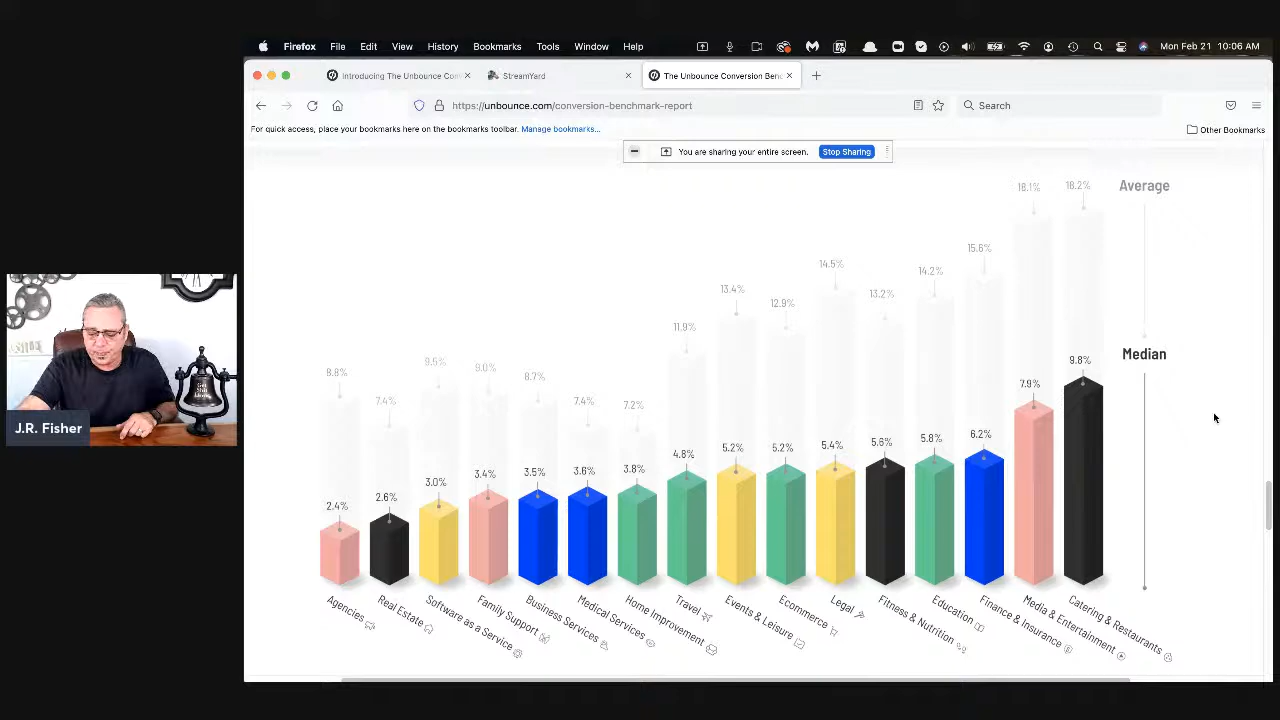 Firefox File Edit View History Bookmarks Tools Window Help
Mon Feb 21 10:06 AM
Introducing The Unbounce Con
StreamYard
The Unbounce Conversion Benc
https://unbounce.com/conversion-benchmark-report
Search
For quick access, place your bookmarks here on the bookmarks toolbar. Manage bookmarks...
Other Bookmarks
You are sharing your entire screen. Stop Sharing
18.1% 18.2% Average
15.6%
14.5% 14.2%
13.4% 12.9% 13.2%
11.9%
8.8% 7.4% 9.5% 9.0% 8.7% 7.4% 7.2%
Median
2.4% 2.6% 3.0% 3.4% 3.5% 3.6% 3.8% 4.8% 5.2% 5.2% 5.4% 5.6% 5.8% 6.2% 7.9% 9.8%
Agencies
Real Estate
Software as a Service
Family Support
Business Services
Medical Services
Home Improvement
Travel
Events & Leisure
Ecommerce
Legal
Fitness & Nutrition
Education
Finance & Insurance
Media & Entertainment
Catering & Restaurants
Get
Shit
Done
J.R. Fisher